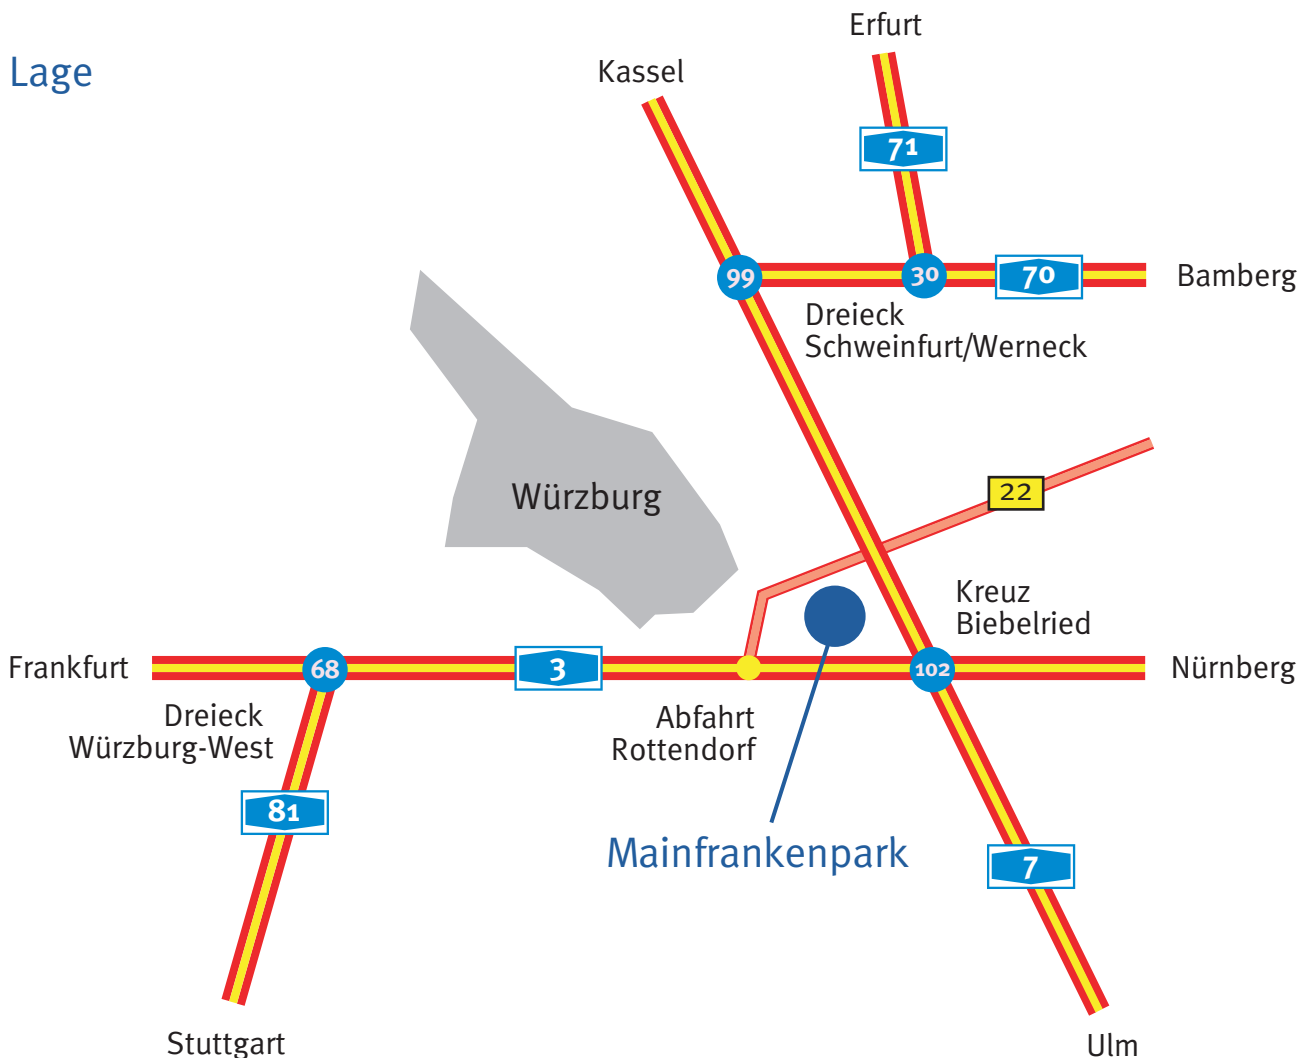 Lage
Erfurt
Kassel
71
99
30
70
Bamberg
Dreieck
Schweinfurt/Werneck
Würzburg
22
Kreuz
Biebelried
Frankfurt
68
3
102
Nürnberg
Dreieck
Würzburg-West
Abfahrt
Rottendorf
81
Mainfrankenpark
7
Stuttgart
Ulm